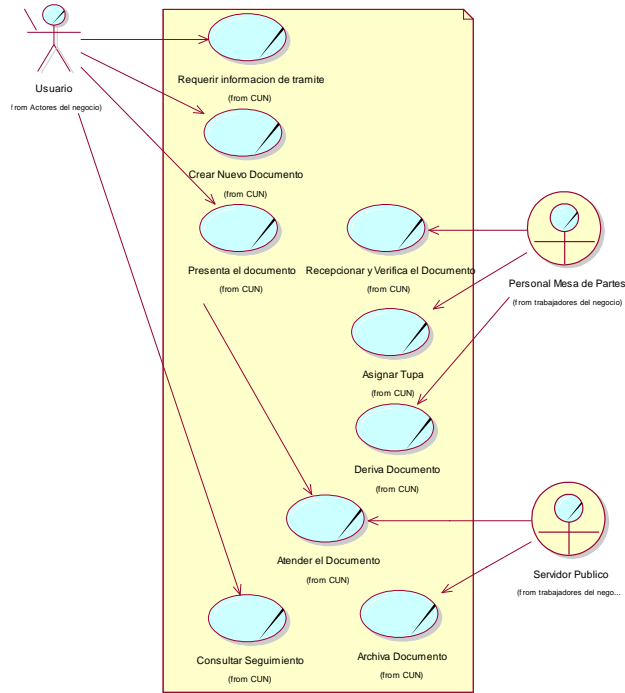 Requerir informacion de tramite
(from CUN)
Usuario
(from Actores del negocio)
Crear Nuevo Documento
(from CUN)
Presenta el documento
(from CUN)
Recepcionar y Verifica el Documento
(from CUN)
Personal Mesa de Partes
(from trabajadores del negocio)
Asignar Tupa
(from CUN)
Deriva Documento
(from CUN)
Atender el Documento
(from CUN)
Servidor Publico
(from trabajadores del nego...
Consultar Seguimiento
(from CUN)
Archiva Documento
(from CUN)